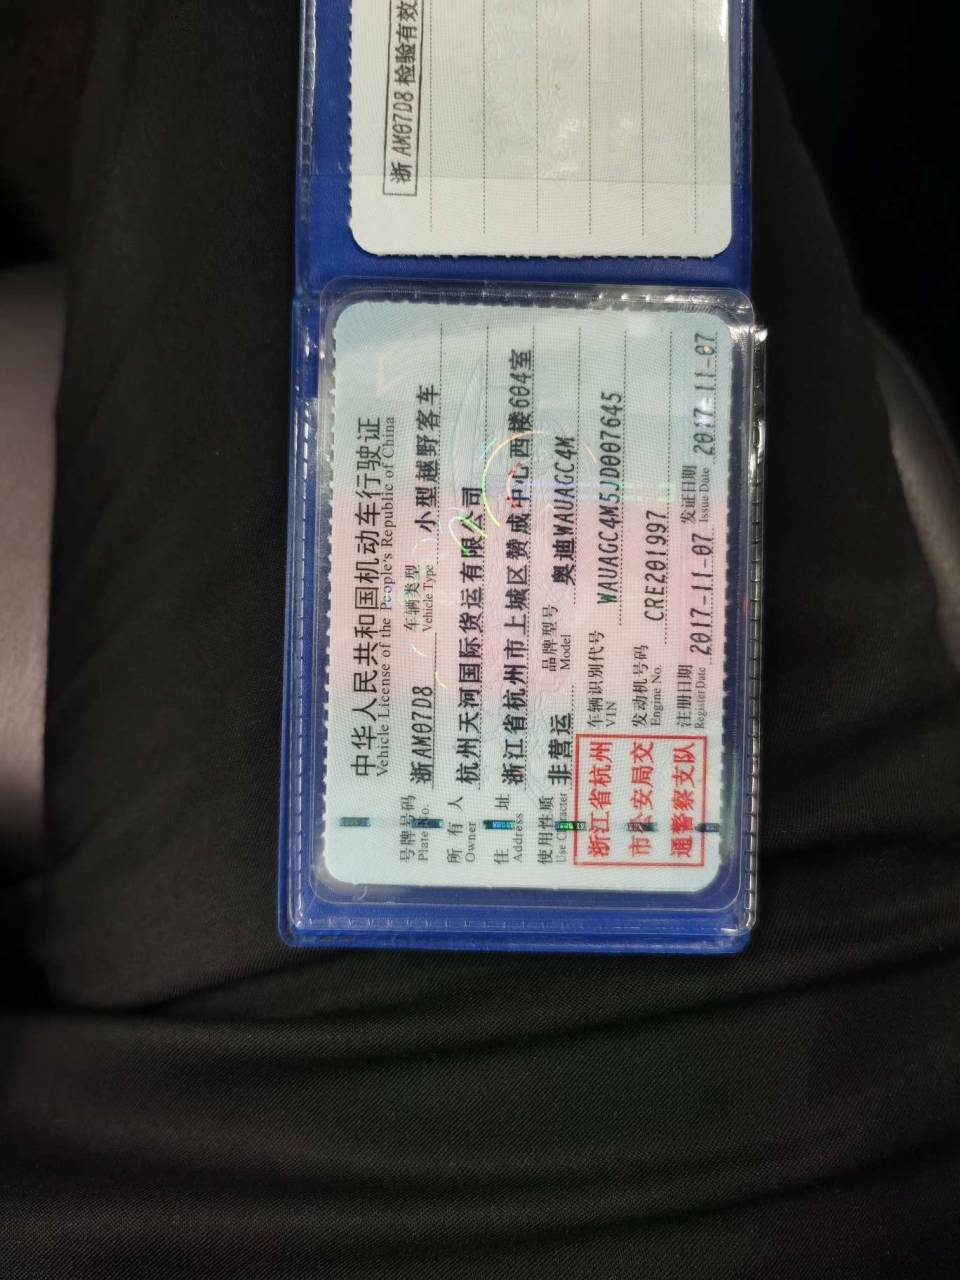 浙AM07D8 检验有效
中华人民共和国机动车行驶证
Vehicle License of the People's Republic of China
号牌号码 浙AM07D8 车辆类型 小型越野客车
Plate No. Vehicle Type
所有人 杭州天河国际货运有限公司
Owner
住址 浙江省杭州市上城区赞成中心西楼604室
Address
使用性质 非营运 品牌型号 奥迪WAUAGC4M
Use Character Model
浙江省杭州
市公安局交
通警察支队
车辆识别代号 WAUAGC4M5JD007645
VIN
发动机号码 CRE201997
Engine No.
注册日期 2017-11-07 发证日期 2017-11-07
Register Date Issue Date